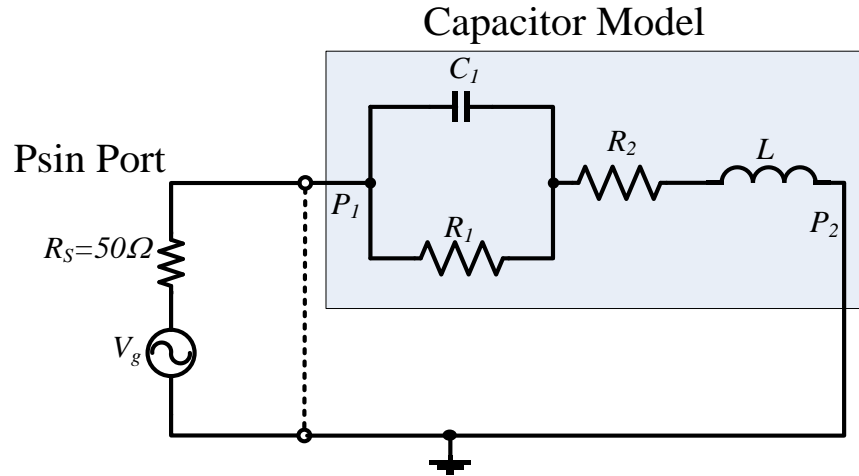 Capacitor Model
C1
R2
L
Psin Port
P1
P2
R1
RS=50Ω
Vg